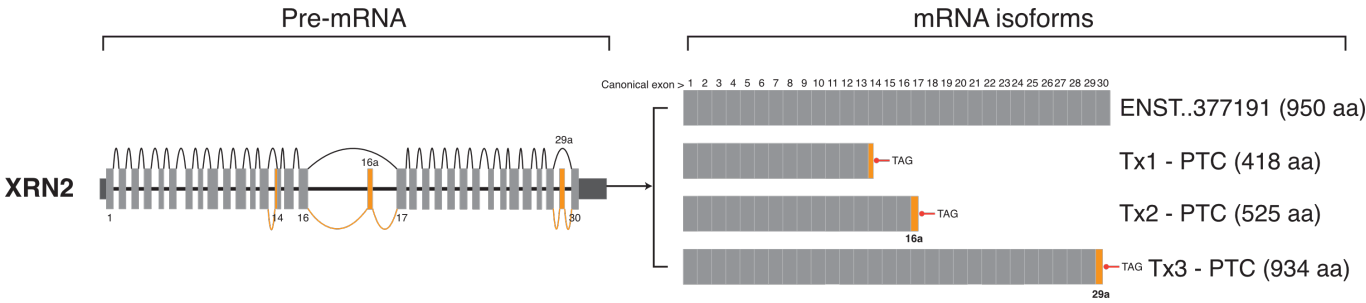 Pre-mRNA
mRNA isoforms
Canonical exon > 1 2 3 4 5 6 7 8 9 10 11 12 13 14 15 16 17 18 19 20 21 22 23 24 25 26 27 28 29 30
ENST..377191 (950 aa)
29a
16a
XRN2
1 14 16 17 30
TAG
Tx1 - PTC (418 aa)
TAG
Tx2 - PTC (525 aa)
16a
TAG
Tx3 - PTC (934 aa)
29a